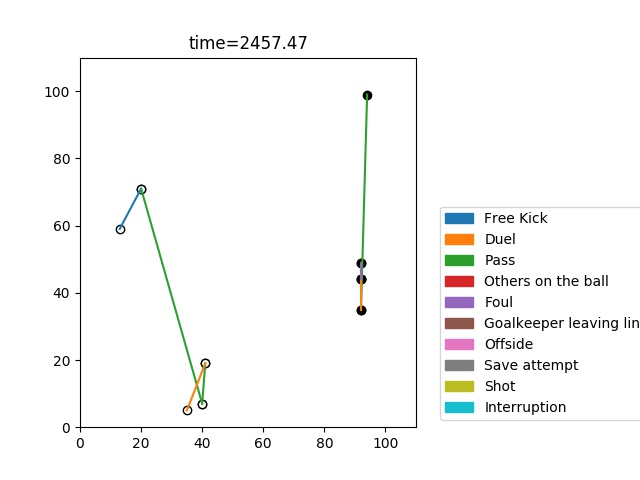 time=2457.47
100
80
60
40
20
0
0 20 40 60 80 100
Free Kick
Duel
Pass
Others on the ball
Foul
Goalkeeper leaving lin
Offside
Save attempt
Shot
Interruption